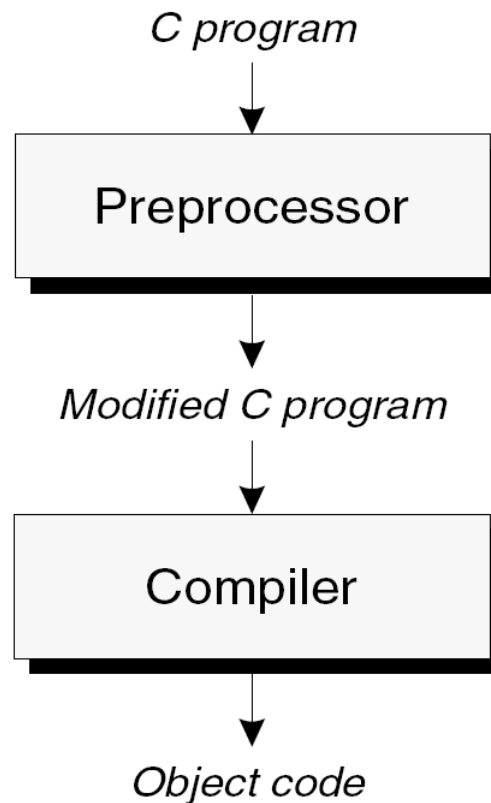 C program
Preprocessor
Modified C program
Compiler
Object code